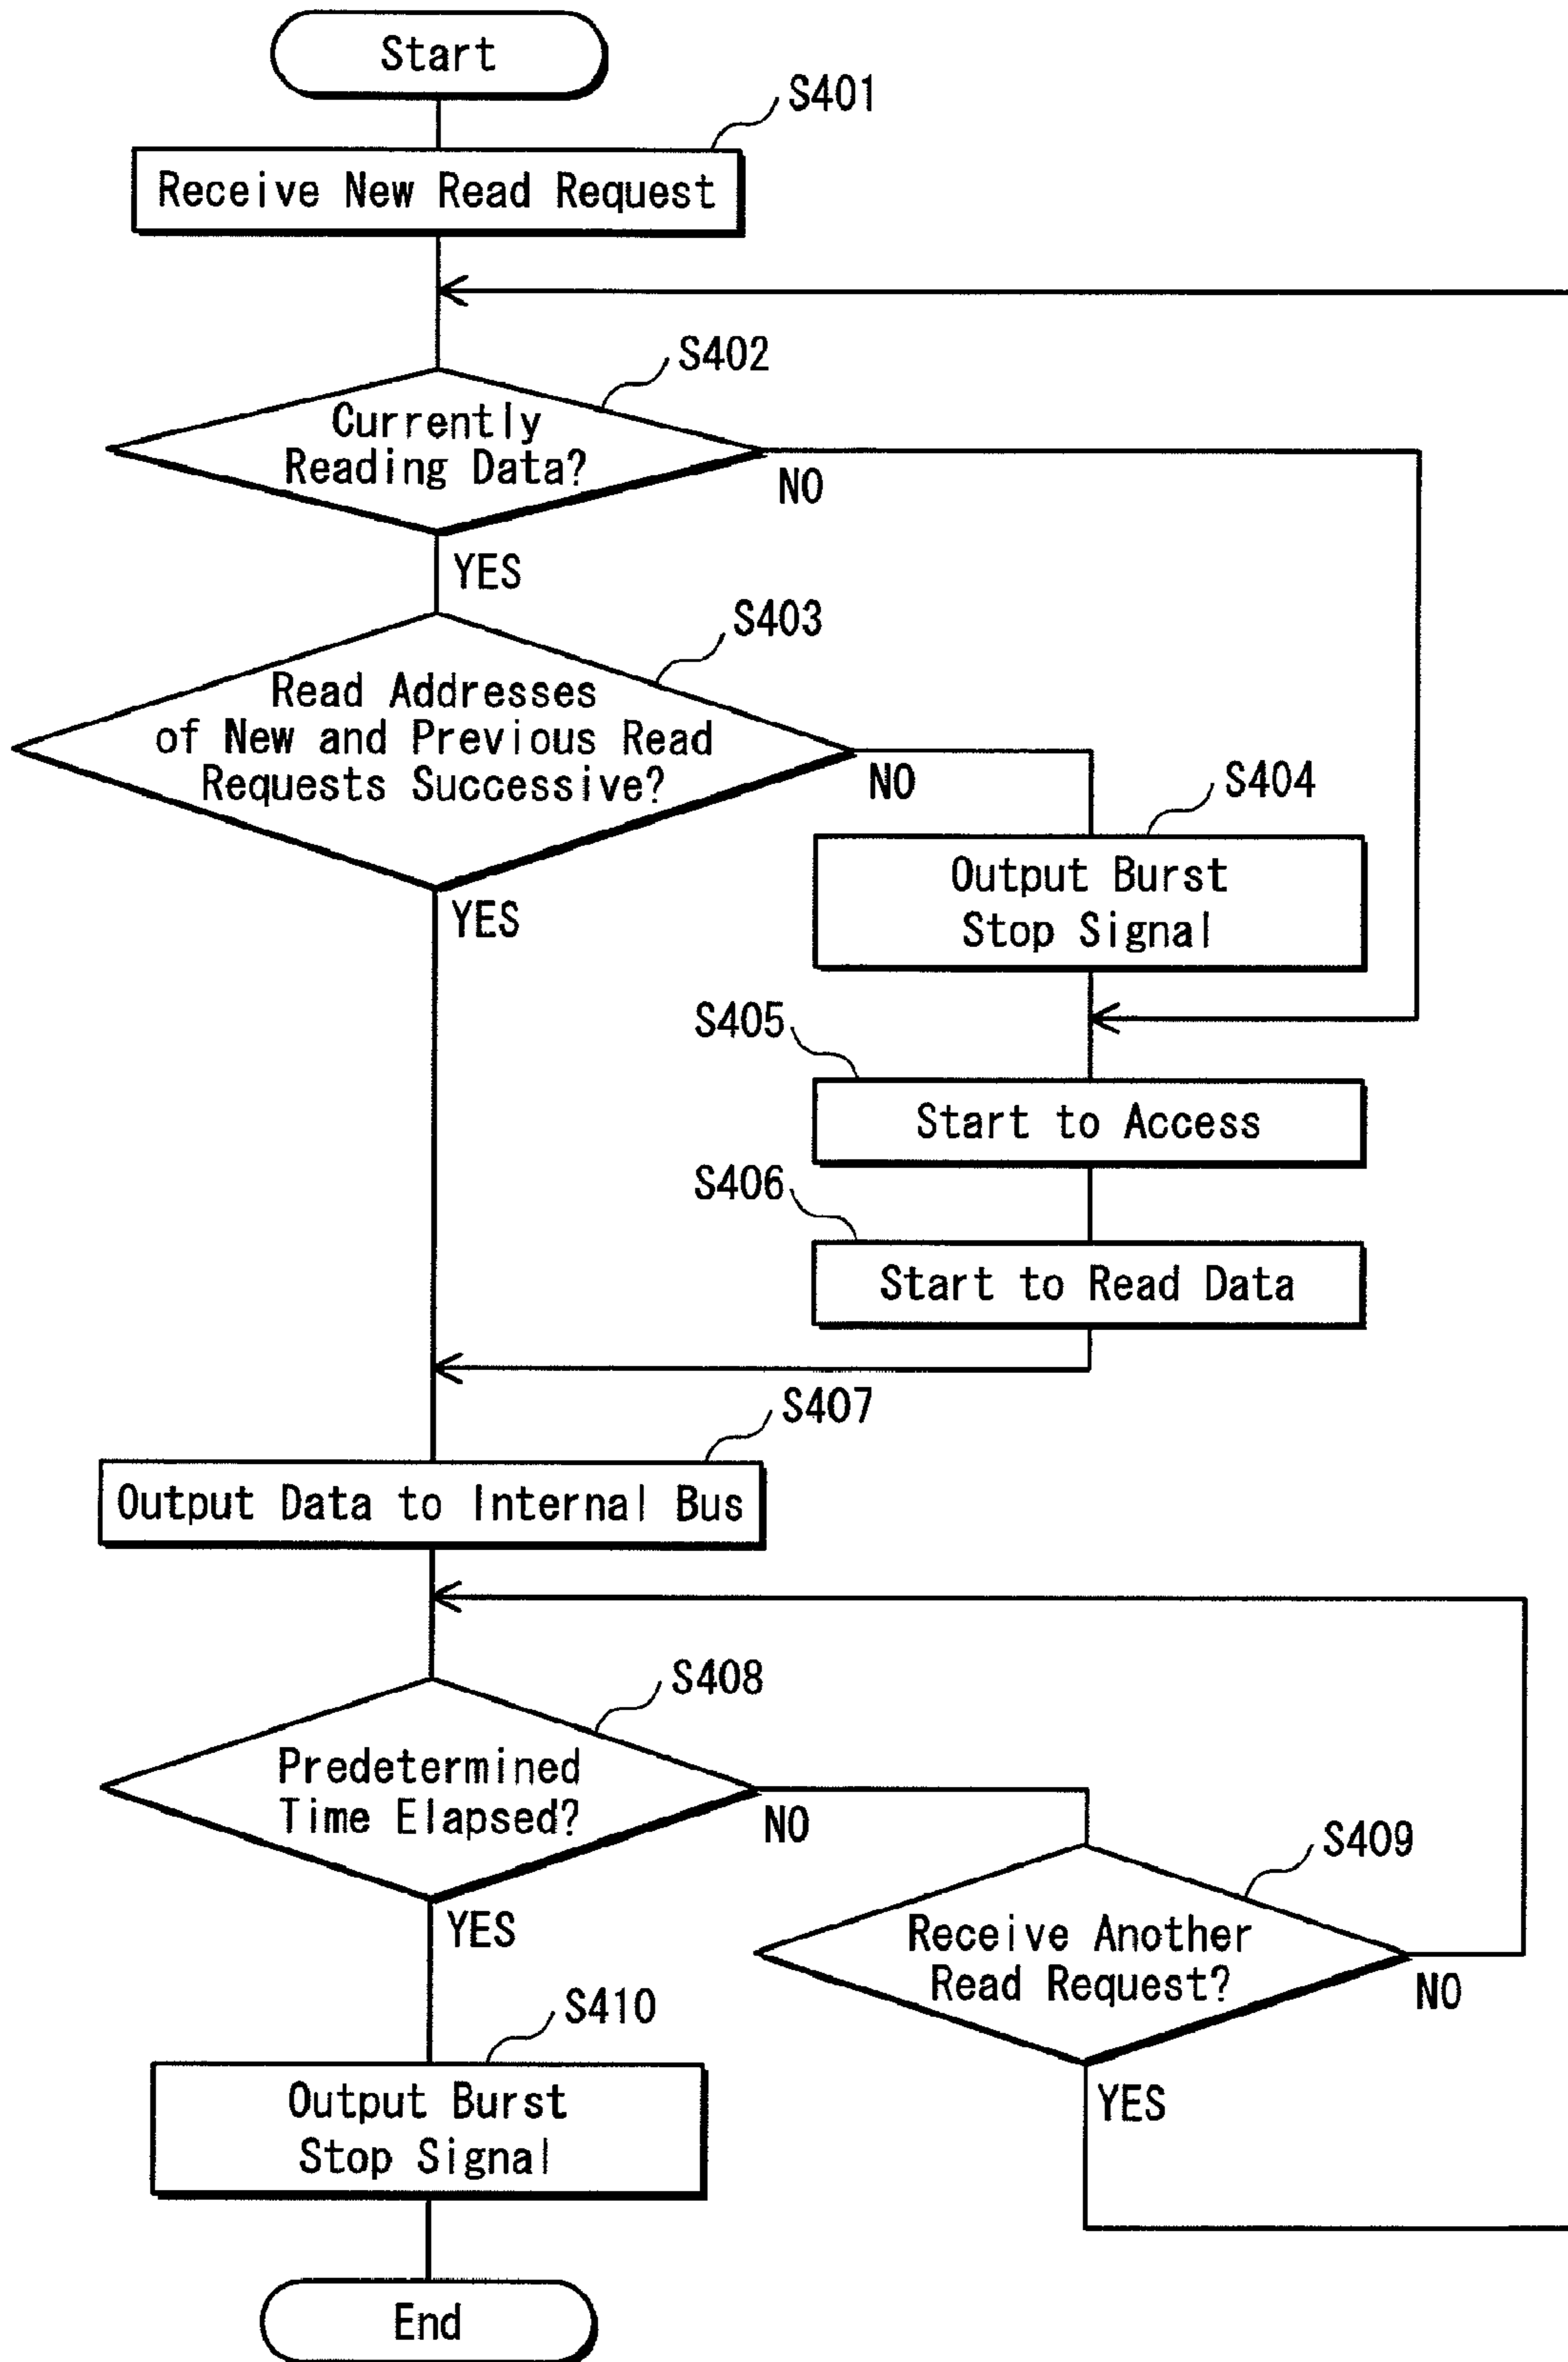 Start
S401
Receive New Read Request
S402
Currently
Reading Data?
NO
YES
S403
Read Addresses
of New and Previous Read
Requests Successive?
NO
S404
YES
Output Burst
Stop Signal
S405
Start to Access
S406
Start to Read Data
S407
Output Data to Internal Bus
S408
Predetermined
Time Elapsed?
NO
S409
YES
Receive Another
Read Request?
NO
S410
YES
Output Burst
Stop Signal
End